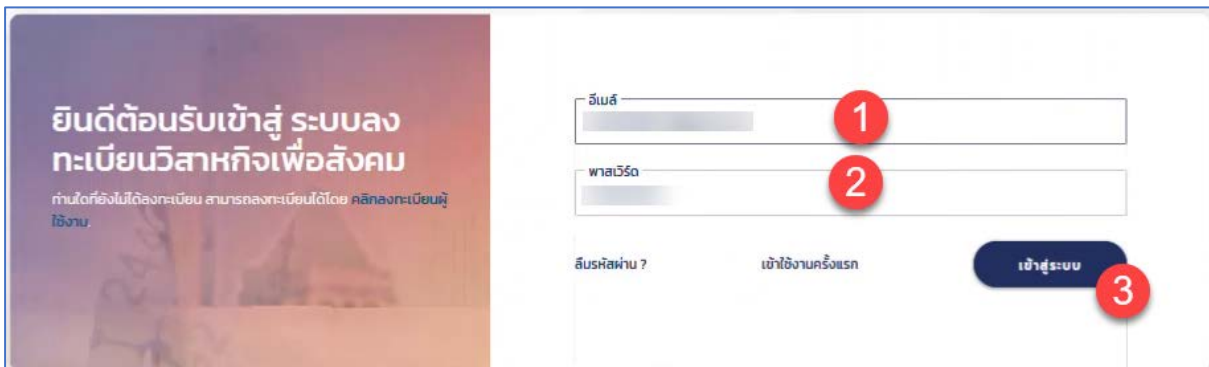 ยินดีต้อนรับเข้าสู่ ระบบลง
ทะเบียนวิสาหกิจเพื่อสังคม
ท่านใดที่ยังไม่ได้ลงทะเบียน สามารถลงทะเบียนได้โดย คลิกลงทะเบียนผู้
ใช้งาน.
อีเมล์
1
พาสเวิร์ด
2
ลืมรหัสผ่าน ?
เข้าใช้งานครั้งแรก
เข้าสู่ระบบ
3